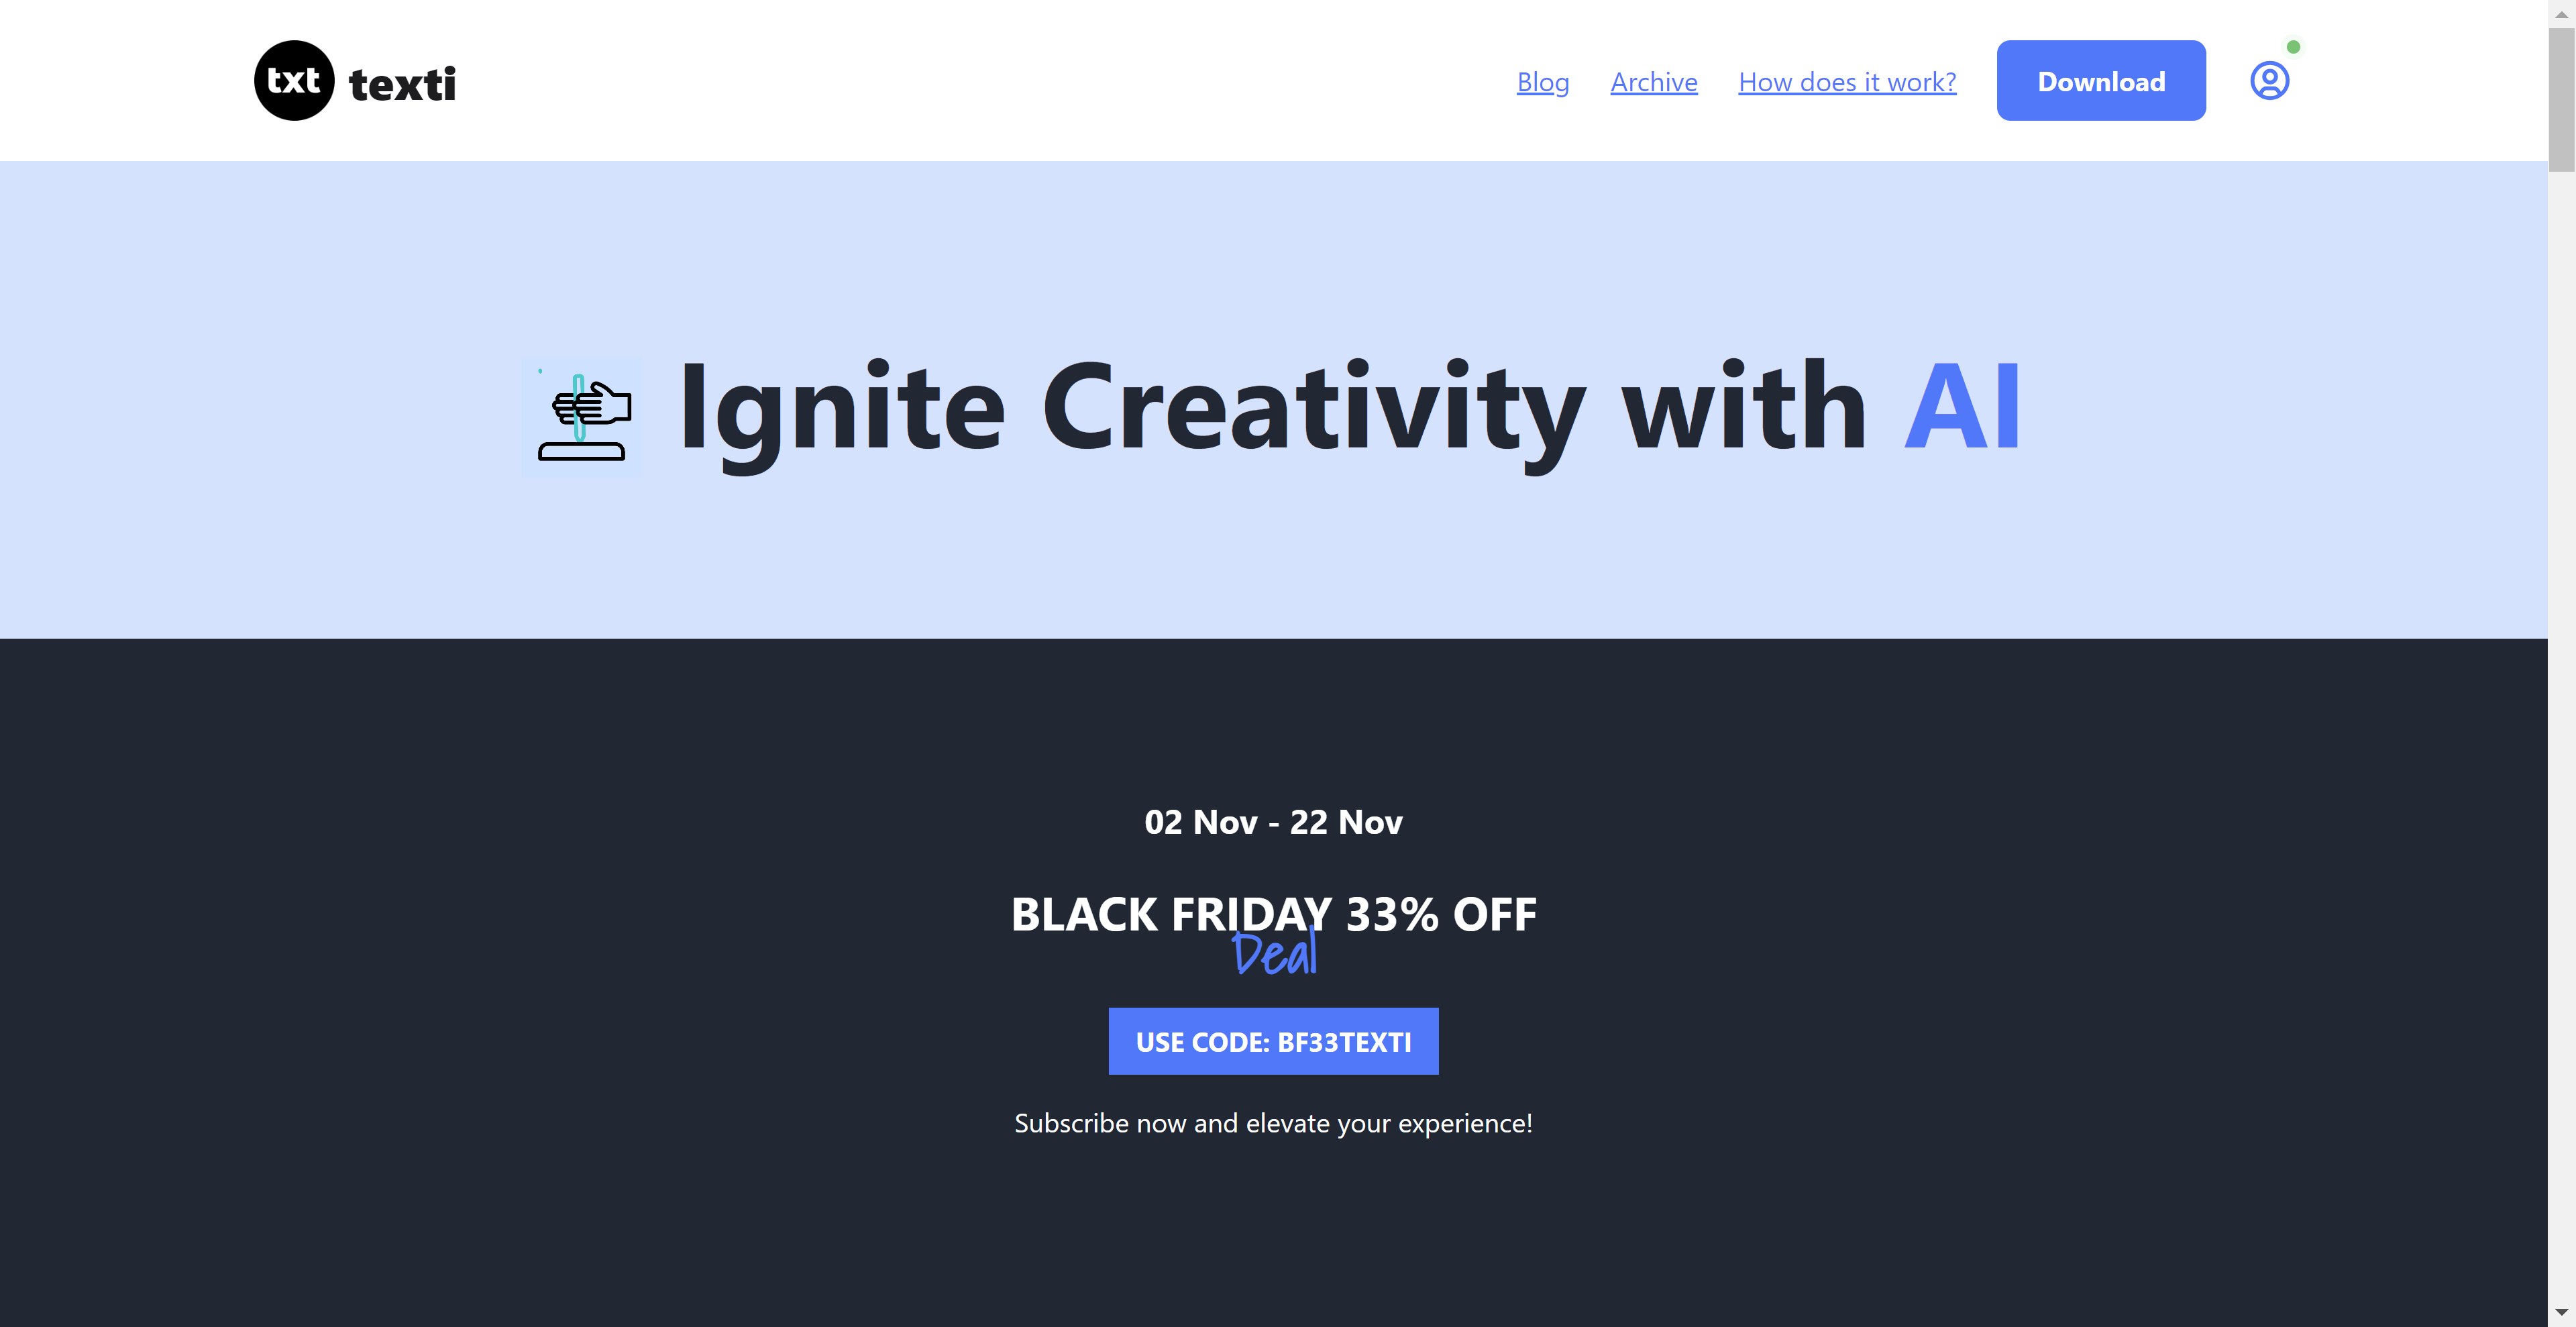 txt texti
Blog Archive How does it work? Download
Ignite Creativity with AI
02 Nov - 22 Nov
BLACK FRIDAY 33% OFF
Deal
USE CODE: BF33TEXTI
Subscribe now and elevate your experience!